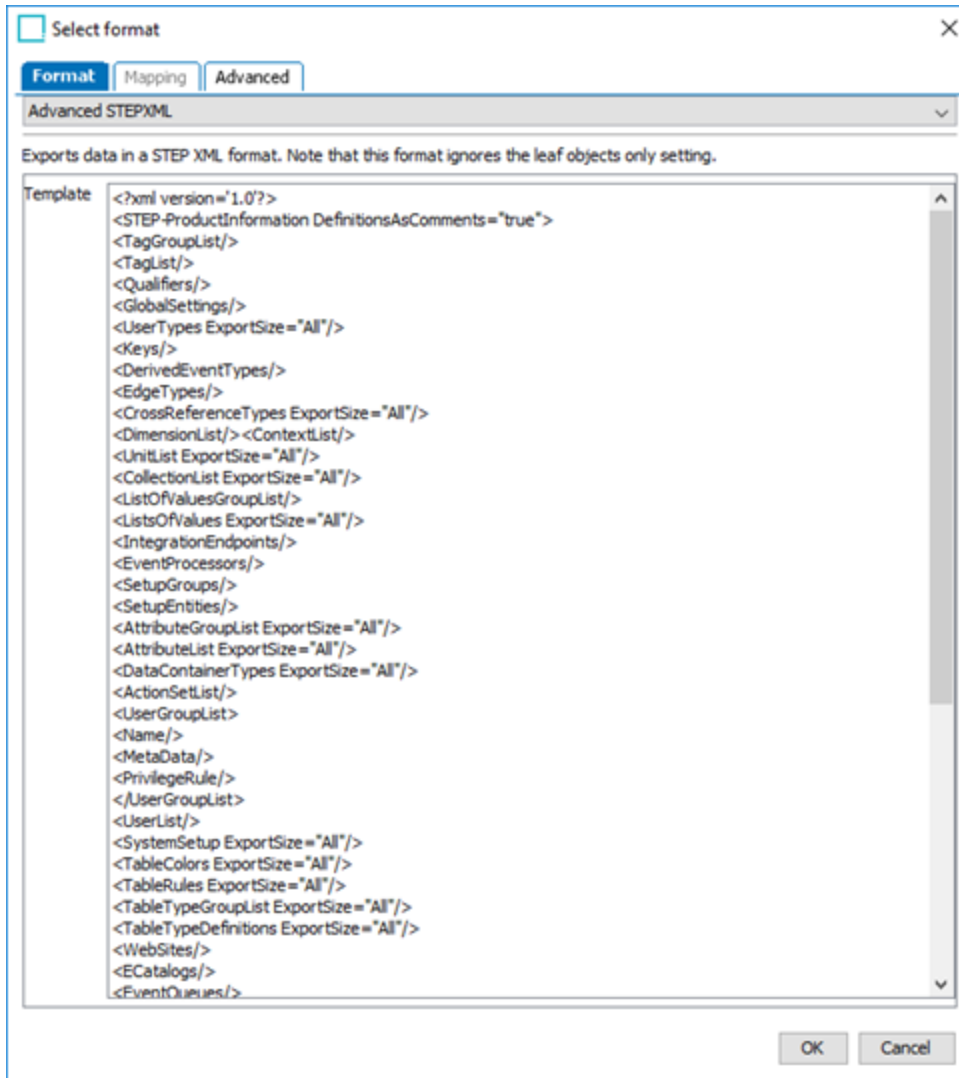 Select format
Format Mapping Advanced
Advanced STEPXML
Exports data in a STEP XML format. Note that this format ignores the leaf objects only setting.
Template
<?xml version='1.0'?>
<STEP-ProductInformation DefinitionsAsComments="true">
<TagGroupList/>
<TagList/>
<Qualifiers/>
<GlobalSettings/>
<UserTypes ExportSize="All"/>
<Keys/>
<DerivedEventTypes/>
<EdgeTypes/>
<CrossReferenceTypes ExportSize="All"/>
<DimensionList/><ContextList/>
<UnitList ExportSize="All"/>
<CollectionList ExportSize="All"/>
<ListOfValuesGroupList/>
<ListsOfValues ExportSize="All"/>
<IntegrationEndpoints/>
<EventProcessors/>
<SetupGroups/>
<SetupEntities/>
<AttributeGroupList ExportSize="All"/>
<AttributeList ExportSize="All"/>
<DataContainerTypes ExportSize="All"/>
<ActionSetList/>
<UserGroupList>
<Name/>
<MetaData/>
<PrivilegeRule/>
</UserGroupList>
<UserList/>
<SystemSetup ExportSize="All"/>
<TableColors ExportSize="All"/>
<TableRules ExportSize="All"/>
<TableTypeGroupList ExportSize="All"/>
<TableTypeDefinitions ExportSize="All"/>
<WebSites/>
<ECatalogs/>
<EventQueues/>
OK Cancel